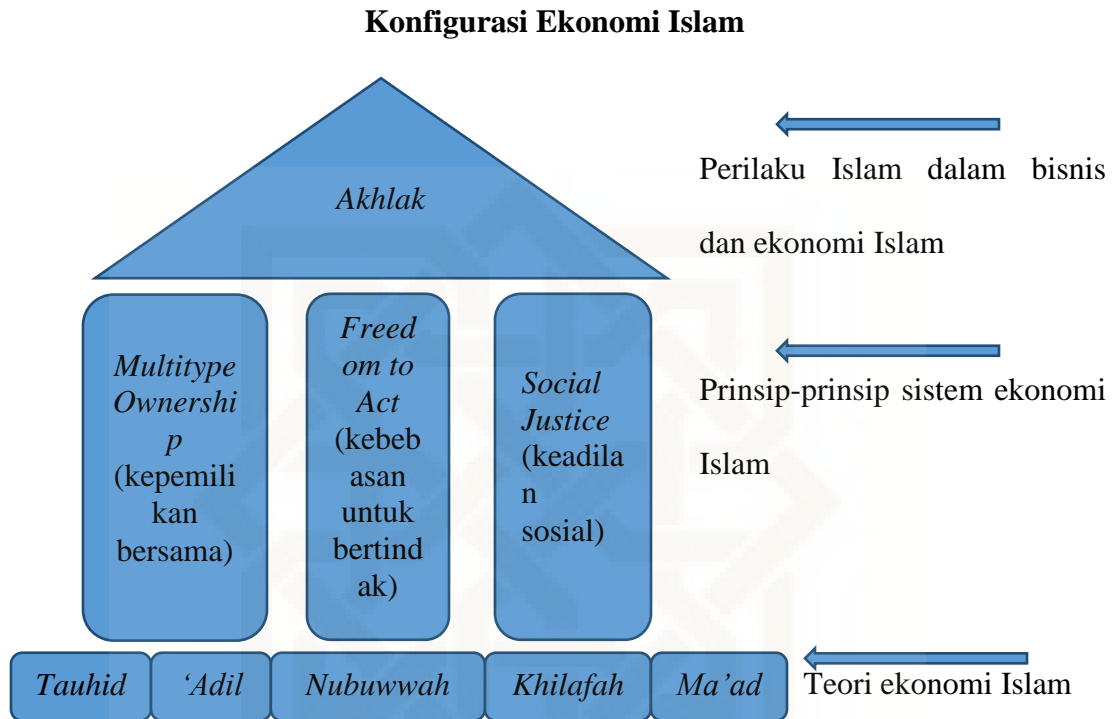 Konfigurasi Ekonomi Islam
Akhlak
Perilaku Islam dalam bisnis
dan ekonomi Islam
Multitype
Ownershi
p
(kepemili
kan
bersama)
Freed
om to
Act
(kebeb
asan
untuk
bertind
ak)
Social
Justice
(keadila
n
sosial)
Prinsip-prinsip sistem ekonomi
Islam
Tauhid
‘Adil
Nubuwwah
Khilafah
Ma’ad
Teori ekonomi Islam